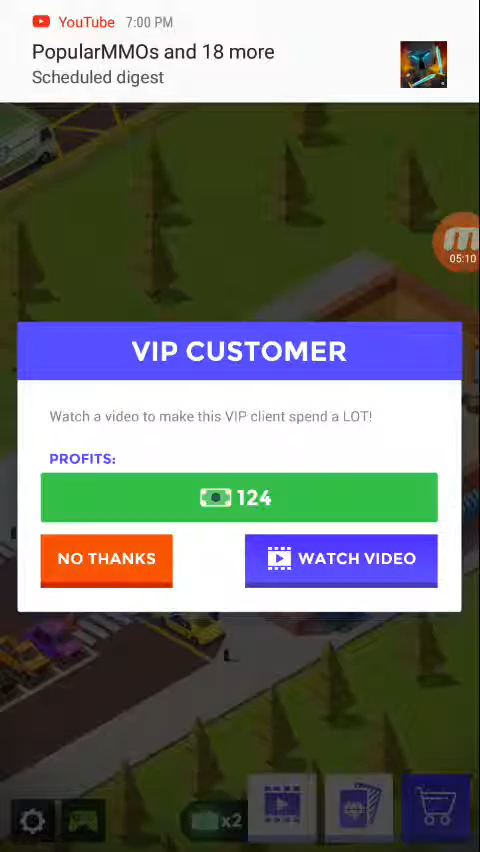 YouTube 7:00 PM
PopularMMOs and 18 more
Scheduled digest
05:10
VIP CUSTOMER
Watch a video to make this VIP client spend a LOT!
PROFITS:
124
NO THANKS
WATCH VIDEO
x2